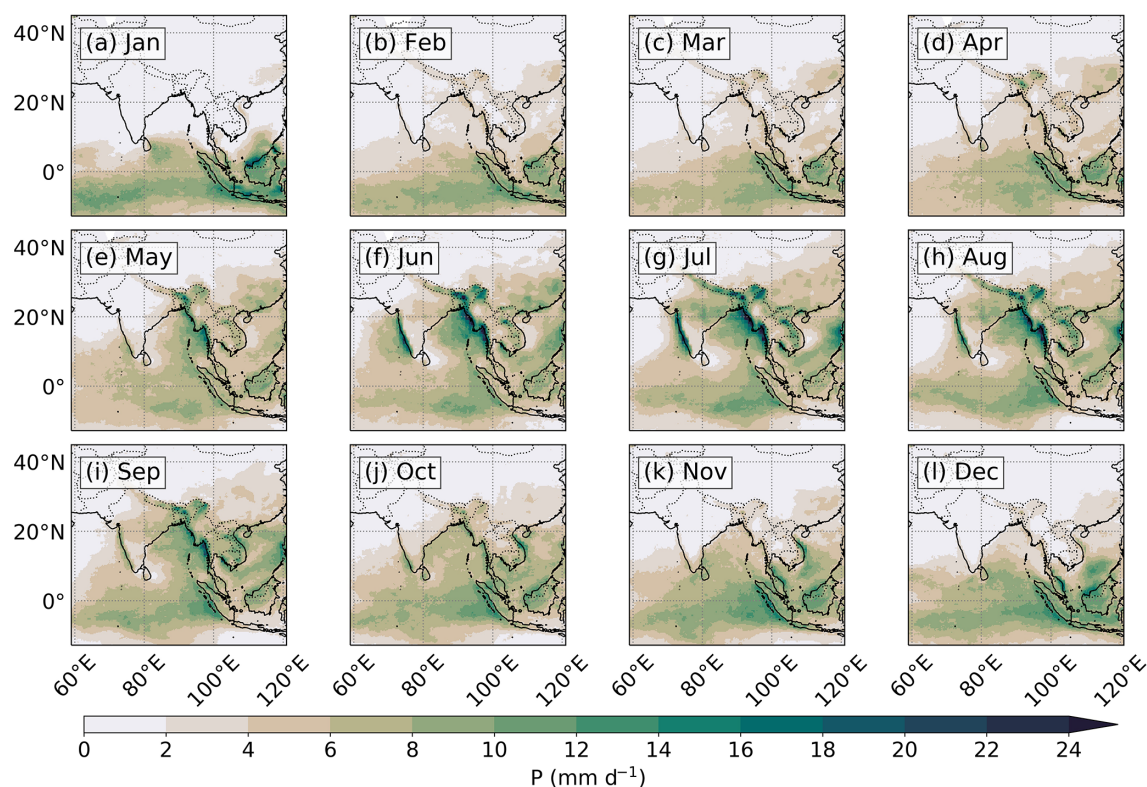 (a) Jan
(b) Feb
(c) Mar
(d) Apr
40°N
20°N
0°
(e) May
(f) Jun
(g) Jul
(h) Aug
40°N
20°N
0°
(i) Sep
(j) Oct
(k) Nov
(l) Dec
40°N
20°N
0°
60°E 80°E 100°E 120°E 60°E 80°E 100°E 120°E 60°E 80°E 100°E 120°E 60°E 80°E 100°E 120°E
0 2 4 6 8 10 12 14 16 18 20 22 24
P (mm d⁻¹)